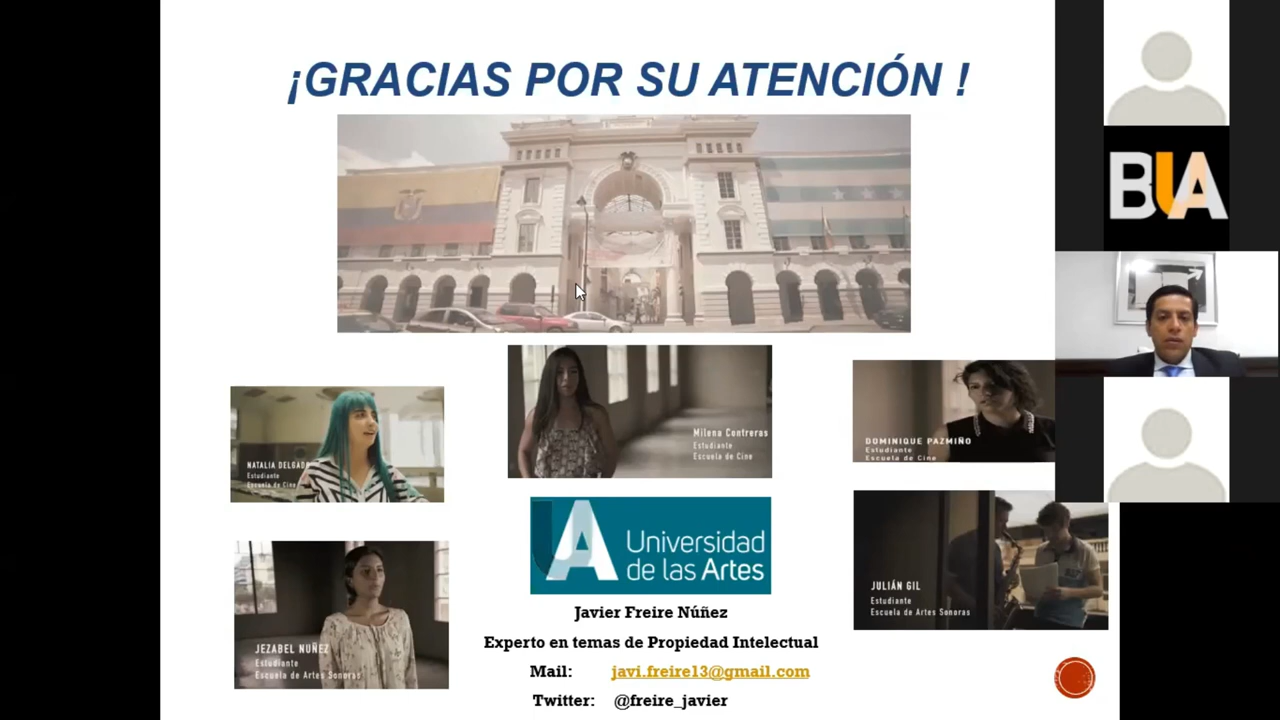 ¡GRACIAS POR SU ATENCIÓN !
BUA
NATALIA DELGADO
Estudiante
Escuela de Cine
Milena Contreras
Estudiante
Escuela de Cine
DOMINIQUE PAZMIÑO
Estudiante
Escuela de Cine
JEZABEL NUÑEZ
Estudiante
Escuela de Artes Sonoras
UA
Universidad
de las Artes
JULIÁN GIL
Estudiante
Escuela de Artes Sonoras
Javier Freire Núñez
Experto en temas de Propiedad Intelectual
Mail: javi.freire13@gmail.com
Twitter: @freire_javier